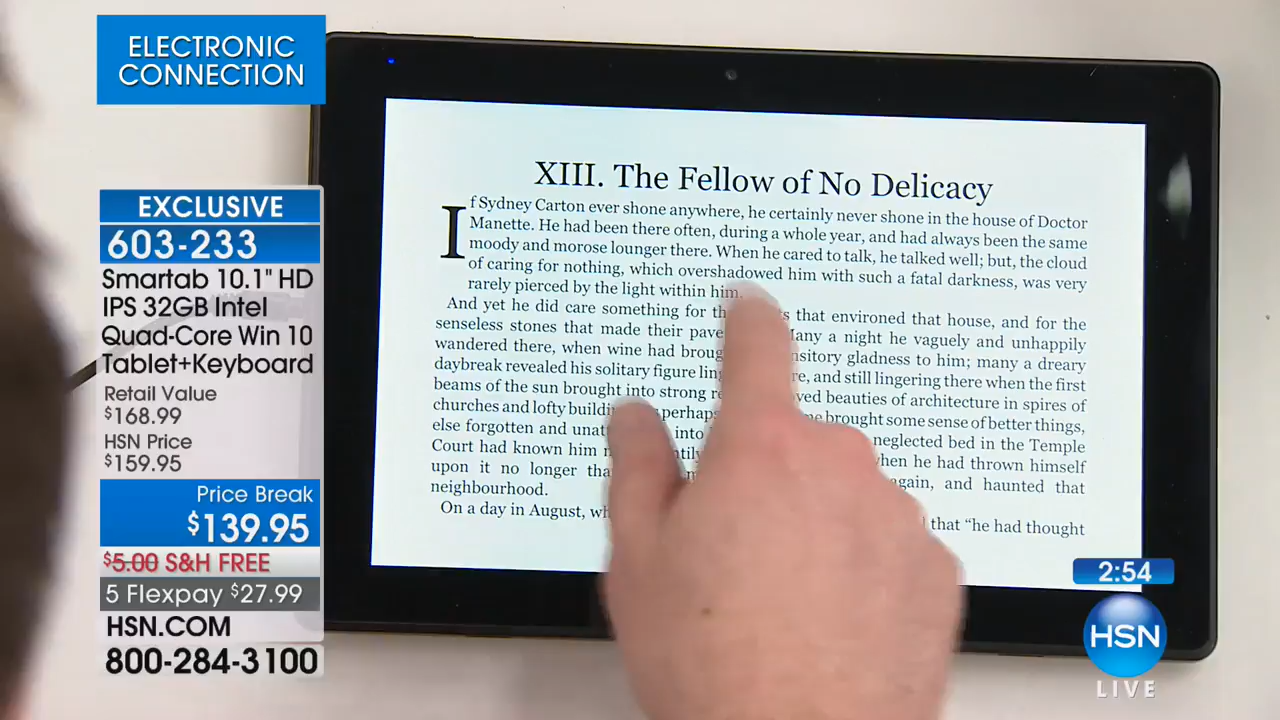 ELECTRONIC
CONNECTION
EXCLUSIVE
603-233
Smartab 10.1" HD
IPS 32GB Intel
Quad-Core Win 10
Tablet+Keyboard
Retail Value
$168.99
HSN Price
$159.95
Price Break
$139.95
$5.00 S&H FREE
5 Flexpay $27.99
HSN.COM
800-284-3100
XIII. The Fellow of No Delicacy
If Sydney Carton ever shone anywhere, he certainly never shone in the house of Doctor
Manette. He had been there often, during a whole year, and had always been the same
moody and morose lounger there. When he cared to talk, he talked well; but, the cloud
of caring for nothing, which overshadowed him with such a fatal darkness, was very
rarely pierced by the light within him.
And yet he did care something for that environed that house, and for the
senseless stones that made their any a night he vaguely and unhappily
wandered there, when wine had gladness to him; many a dreary
daybreak revealed his solitary figure and still lingering there when the first
beams of the sun brought into strong beauties of architecture in spires of
churches and lofty perhaps brought some sense of better things,
else forgotten and into neglected bed in the Temple
Court had known him when he had thrown himself
upon it no longer again, and haunted that
neighbourhood.
On a day in August, that “he had thought
2:54
HSN
LIVE